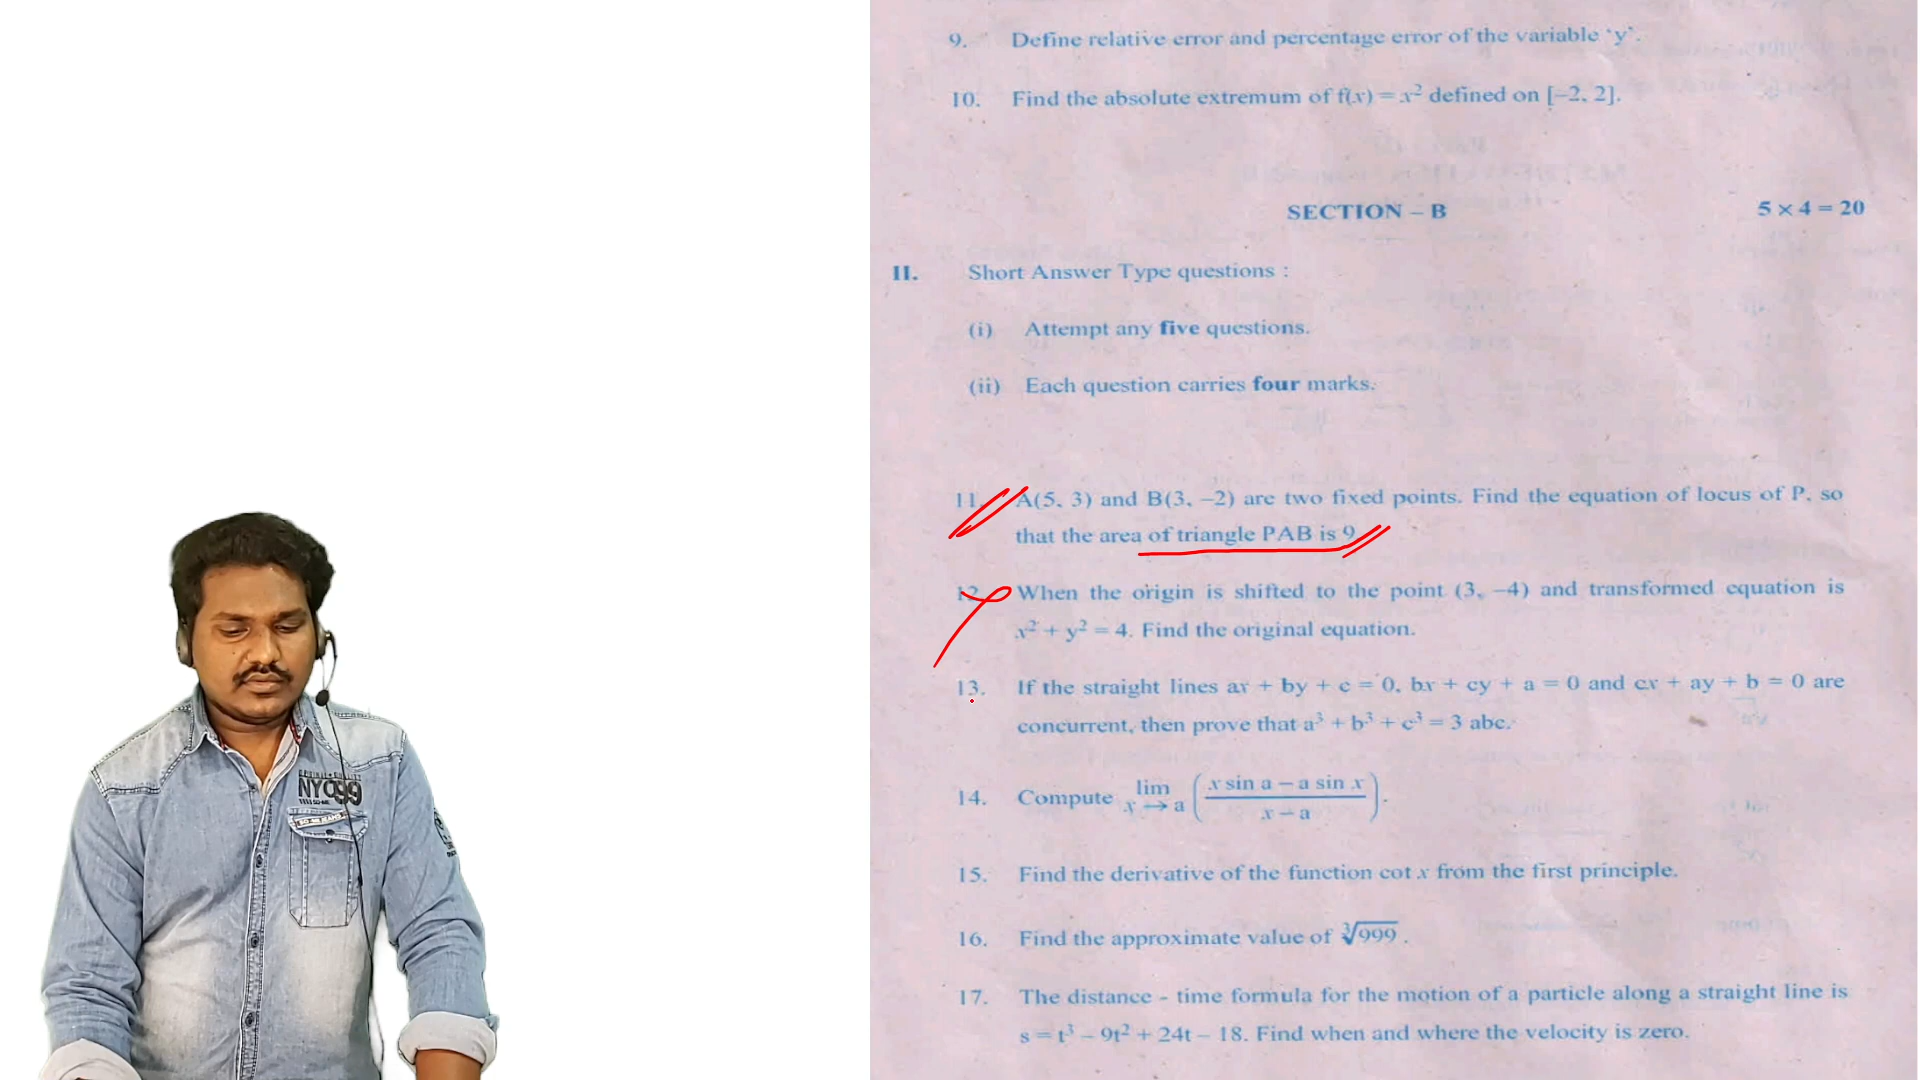 9. Define relative error and percentage error of the variable ‘y’.
10. Find the absolute extremum of f(x) = x² defined on [–2, 2].
SECTION – B 5 × 4 = 20
II. Short Answer Type questions :
(i) Attempt any five questions.
(ii) Each question carries four marks.
11. A(5, 3) and B(3, –2) are two fixed points. Find the equation of locus of P, so
that the area of triangle PAB is 9
12. When the origin is shifted to the point (3, –4) and transformed equation is
x² + y² = 4. Find the original equation.
13. If the straight lines ax + by + c = 0, bx + cy + a = 0 and cx + ay + b = 0 are
concurrent, then prove that a³ + b³ + c³ = 3 abc.
14. Compute lim x → a (x sin a – a sin x / x – a).
15. Find the derivative of the function cot x from the first principle.
16. Find the approximate value of ∛999.
17. The distance - time formula for the motion of a particle along a straight line is
s = t³ – 9t² + 24t – 18. Find when and where the velocity is zero.
NYC99